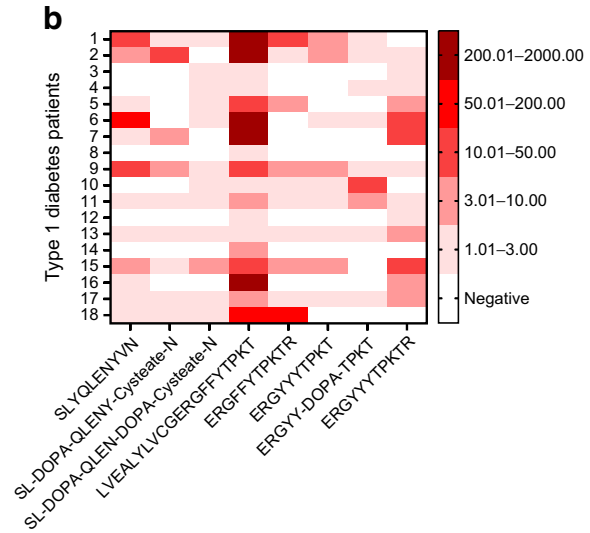 b
Type 1 diabetes patients
1
2
3
4
5
6
7
8
9
10
11
12
13
14
15
16
17
18
200.01–2000.00
50.01–200.00
10.01–50.00
3.01–10.00
1.01–3.00
Negative
SLYQLENYVN
SL-DOPA-QLENY-Cysteate-N
SL-DOPA-QLEN-DOPA-Cysteate-N
LVEALYLVCGERGFFYTPKT
ERGFFYTPKTR
ERGYYYTPKT
ERGYY-DOPA-TPKT
ERGYYYTPKTR